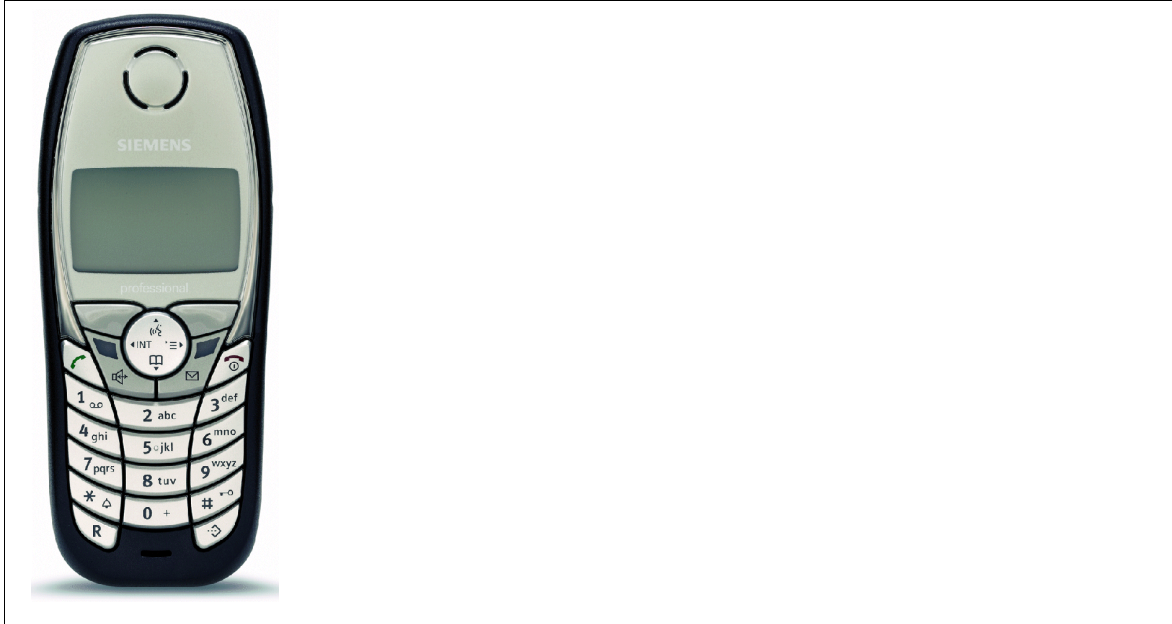 SIEMENS
professional
INT
1
2 abc
3 def
4 ghi
5 jkl
6 mno
7 pqrs
8 tuv
9 wxyz
*
0 +
#
R